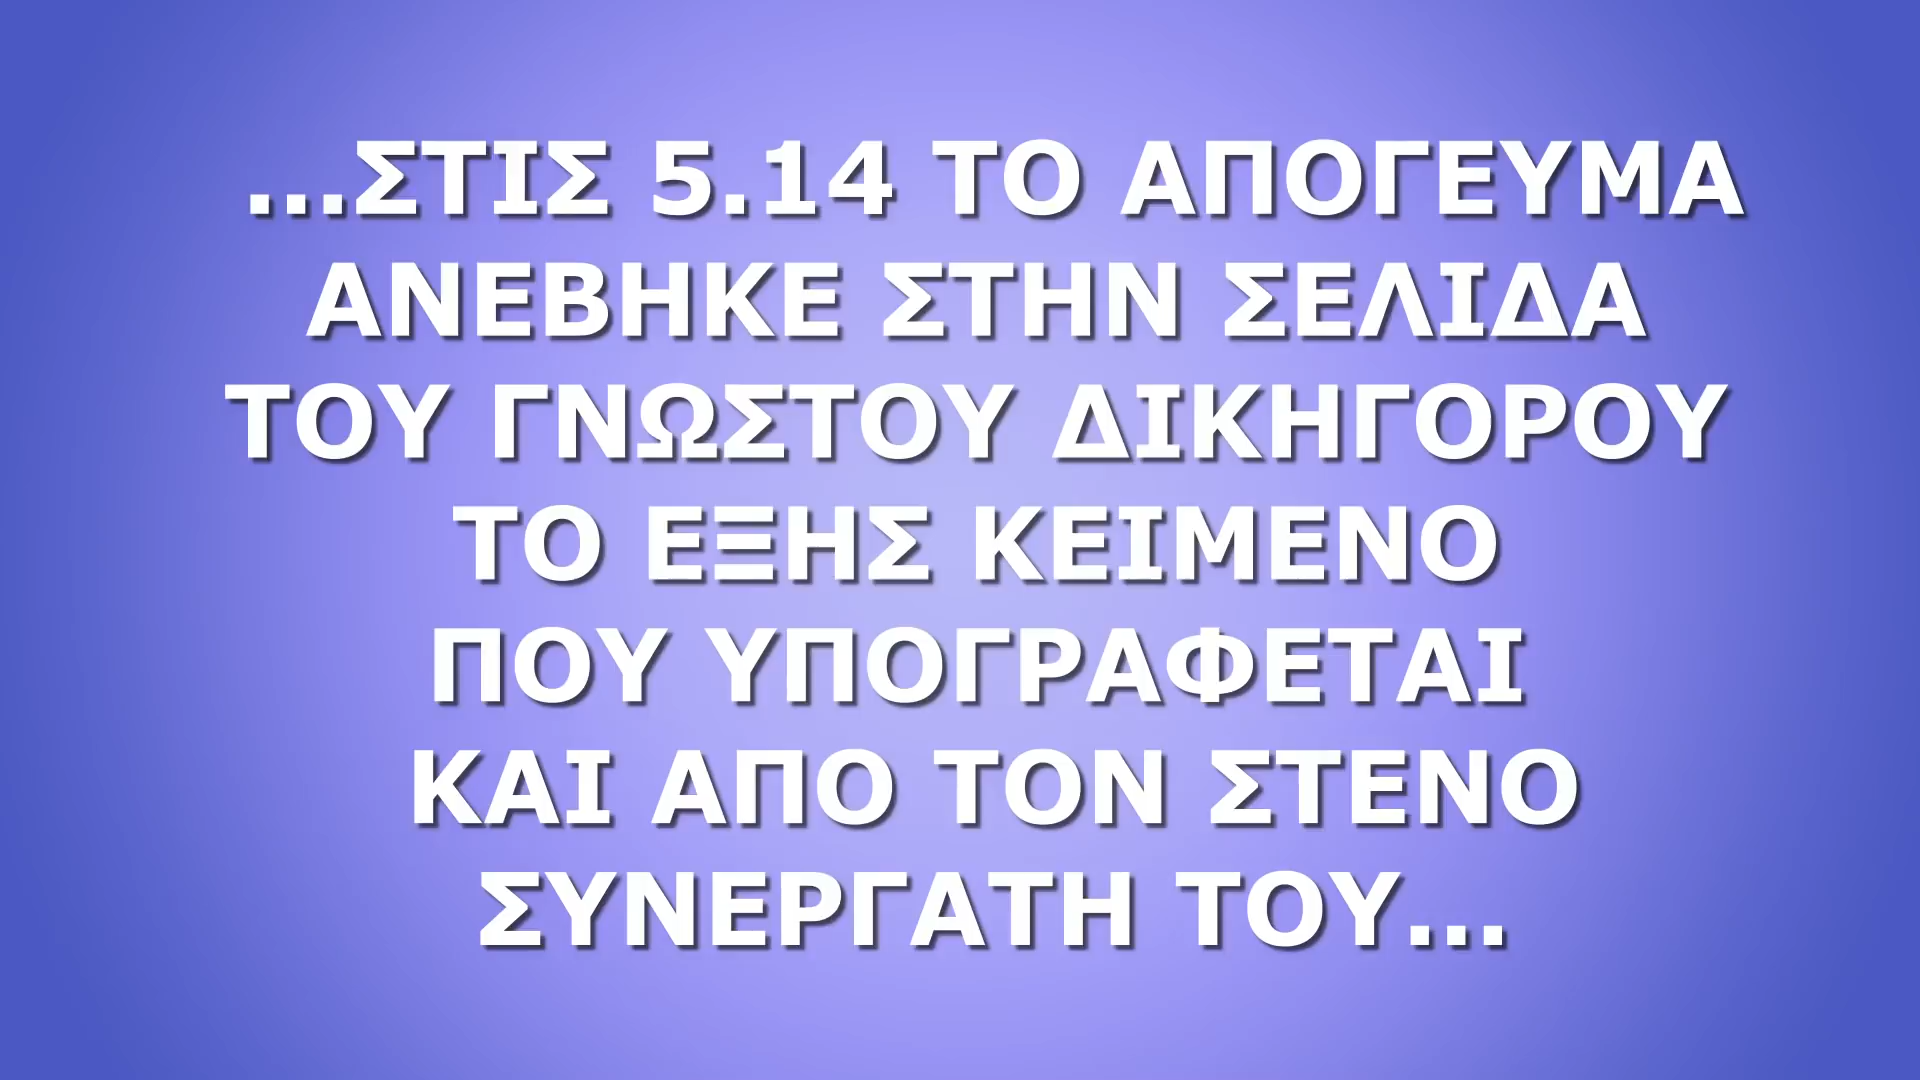 ...ΣΤΙΣ 5.14 ΤΟ ΑΠΟΓΕΥΜΑ
ΑΝΕΒΗΚΕ ΣΤΗΝ ΣΕΛΙΔΑ
ΤΟΥ ΓΝΩΣΤΟΥ ΔΙΚΗΓΟΡΟΥ
ΤΟ ΕΞΗΣ ΚΕΙΜΕΝΟ
ΠΟΥ ΥΠΟΓΡΑΦΕΤΑΙ
ΚΑΙ ΑΠΟ ΤΟΝ ΣΤΕΝΟ
ΣΥΝΕΡΓΑΤΗ ΤΟΥ...